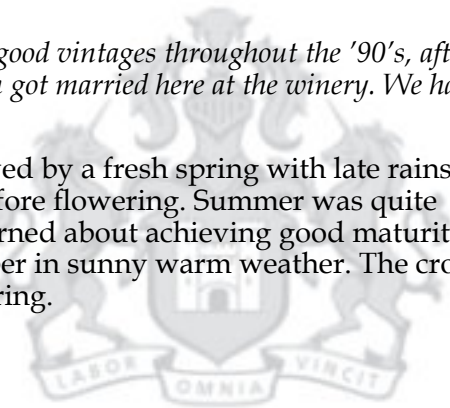 good vintages throughout the ’90’s, aft
got married here at the winery. We ha
ed by a fresh spring with late rains
fore flowering. Summer was quite
rned about achieving good maturit
er in sunny warm weather. The cro
ring.
LABOR OMNIA VINCIT